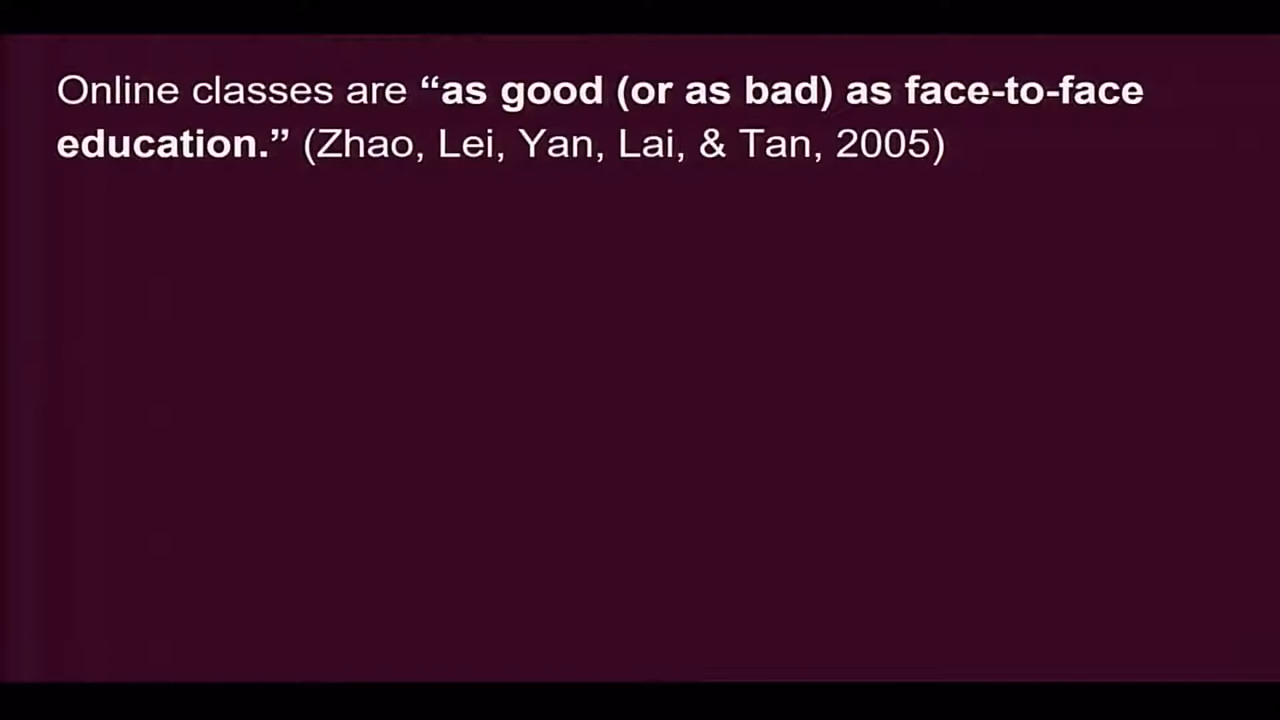 Online classes are “as good (or as bad) as face-to-face
education.” (Zhao, Lei, Yan, Lai, & Tan, 2005)